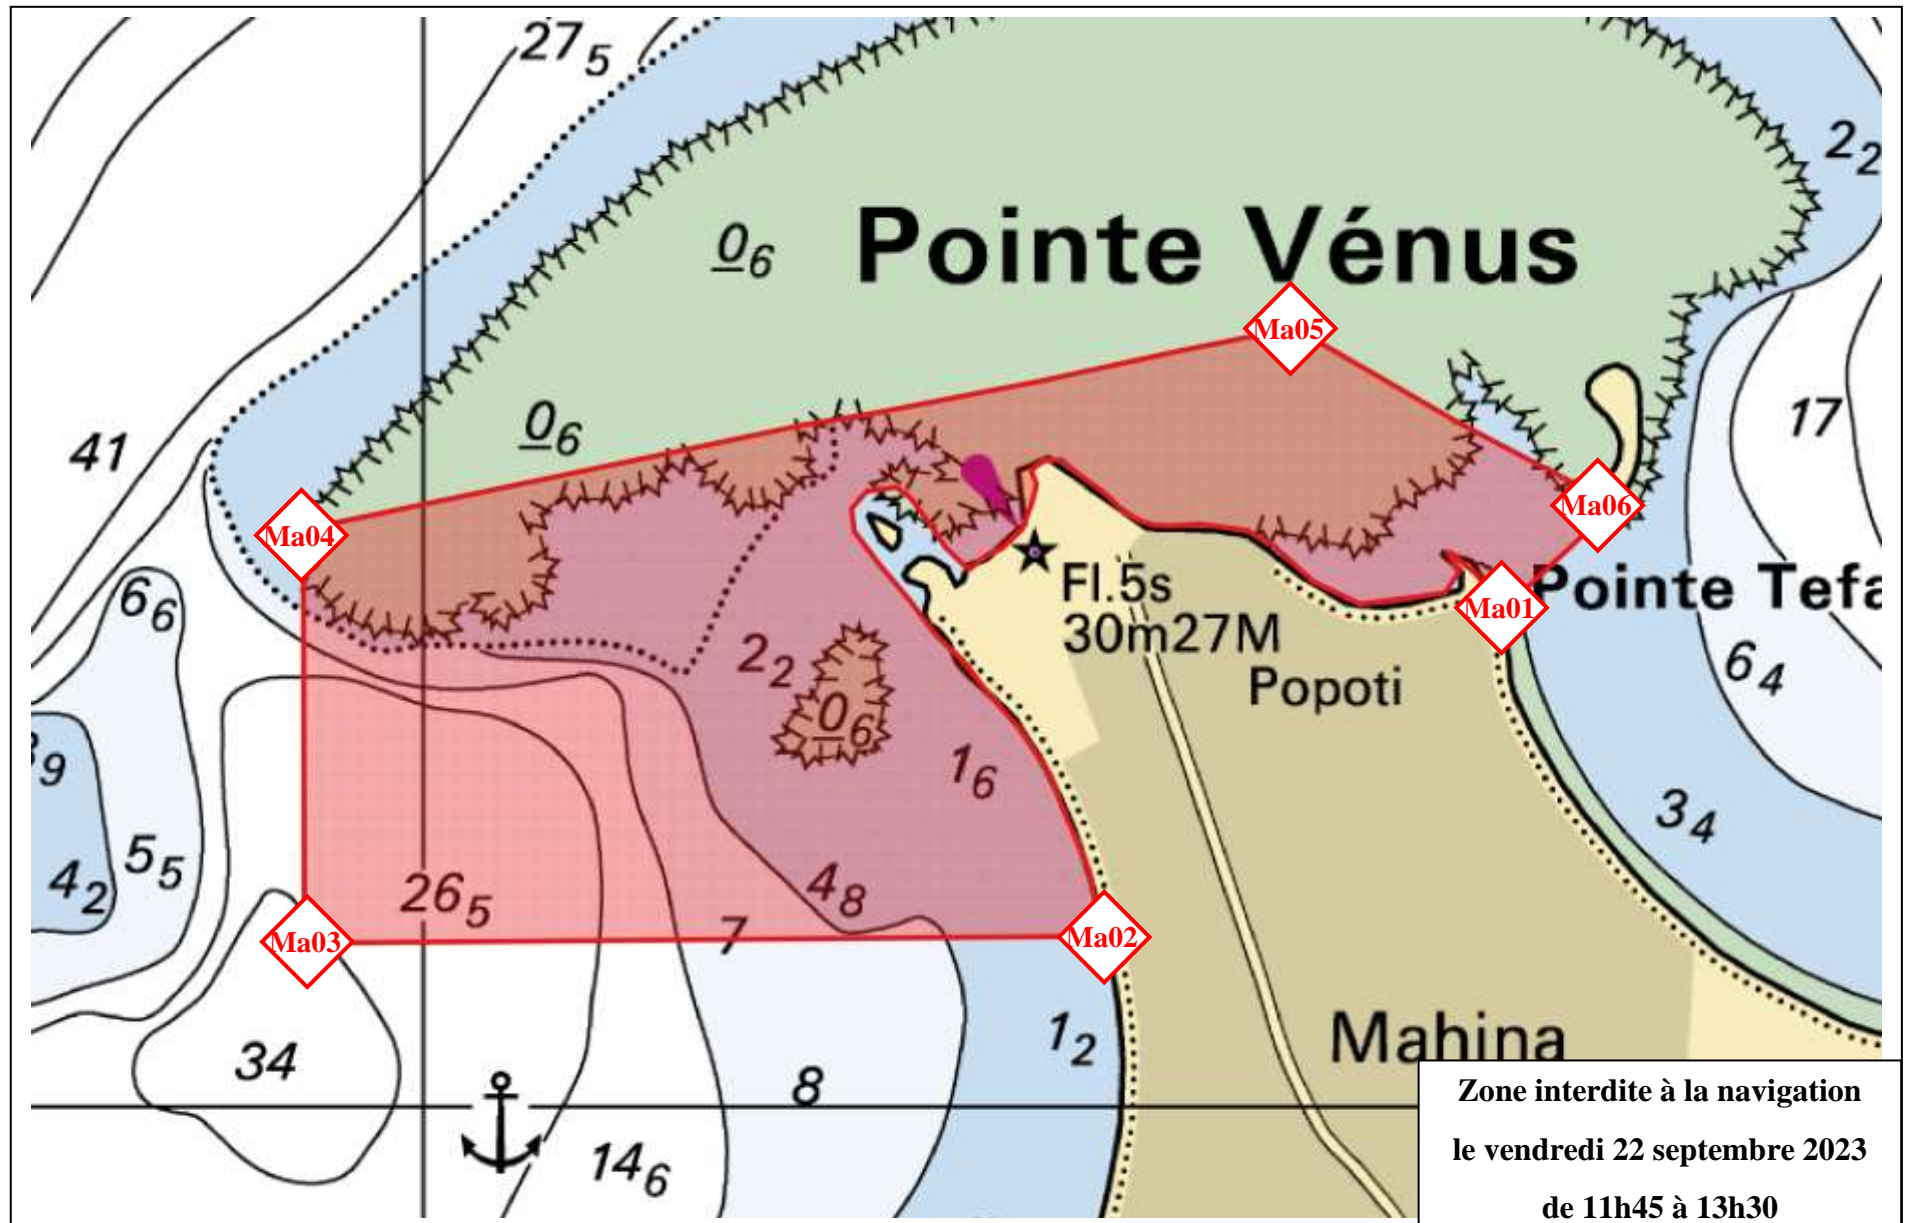 27₅
2₂
0₆
Pointe Vénus
Ma05
17
41
0₆
Ma04
Ma06
6₆
Fl.5s
30m27M
Ma01
Pointe Tefa
2₂
Popoti
6₄
0₆
9
1₆
3₄
5₅
4₂
26₅
4₈
7
Ma03
Ma02
34
1₂
Mahina
8
14₆
Zone interdite à la navigation
le vendredi 22 septembre 2023
de 11h45 à 13h30